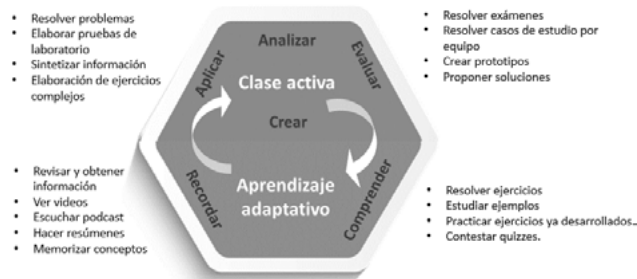 • Resolver problemas
• Elaborar pruebas de
laboratorio
• Sintetizar información
• Elaboración de ejercicios
complejos
• Resolver exámenes
• Resolver casos de estudio por
equipo
• Crear prototipos
• Proponer soluciones
Aplicar
Analizar
Evaluar
Clase activa
Crear
Aprendizaje
adaptativo
Recordar
Comprender
• Revisar y obtener
información
• Ver videos
• Escuchar podcast
• Hacer resúmenes
• Memorizar conceptos
• Resolver ejercicios
• Estudiar ejemplos
• Practicar ejercicios ya desarrollados..
• Contestar quizzes.